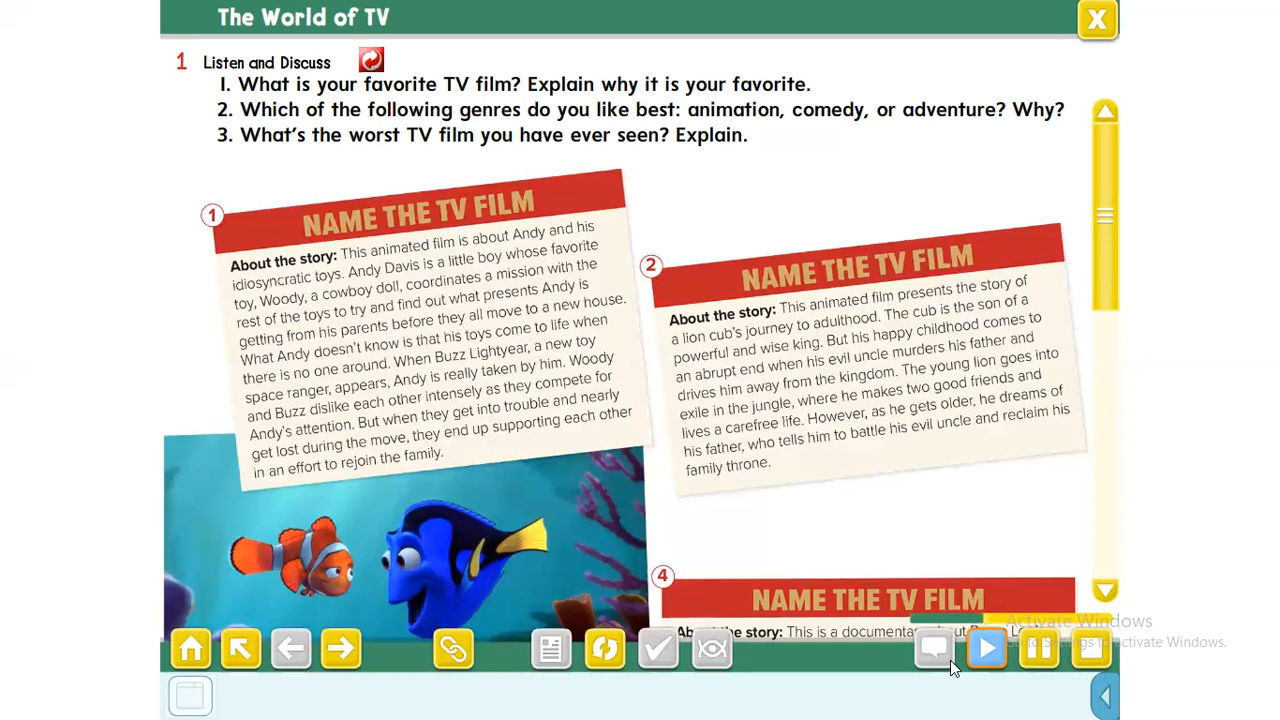 The World of TV
X
1 Listen and Discuss
1. What is your favorite TV film? Explain why it is your favorite.
2. Which of the following genres do you like best: animation, comedy, or adventure? Why?
3. What's the worst TV film you have ever seen? Explain.
1
NAME THE TV FILM
About the story: This animated film is about Andy and his
idiosyncratic toys. Andy Davis is a little boy whose favorite
toy, Woody, a cowboy doll, coordinates a mission with the
rest of the toys to try and find out what presents Andy is
getting from his parents before they all move to a new house.
What Andy doesn't know is that his toys come to life when
there is no one around. When Buzz Lightyear, a new toy
space ranger, appears, Andy is really taken by him. Woody
and Buzz dislike each other intensely as they compete for
Andy's attention. But when they get into trouble and nearly
get lost during the move, they end up supporting each other
in an effort to rejoin the family.
2
NAME THE TV FILM
About the story: This animated film presents the story of
a lion cub's journey to adulthood. The cub is the son of a
powerful and wise king. But his happy childhood comes to
an abrupt end when his evil uncle murders his father and
drives him away from the kingdom. The young lion goes into
exile in the jungle, where he makes two good friends and
lives a carefree life. However, as he gets older, he dreams of
his father, who tells him to battle his evil uncle and reclaim his
family throne.
4
NAME THE TV FILM
About the story: This is a documentary about
Activate Windows
Go to Settings to activate Windows.